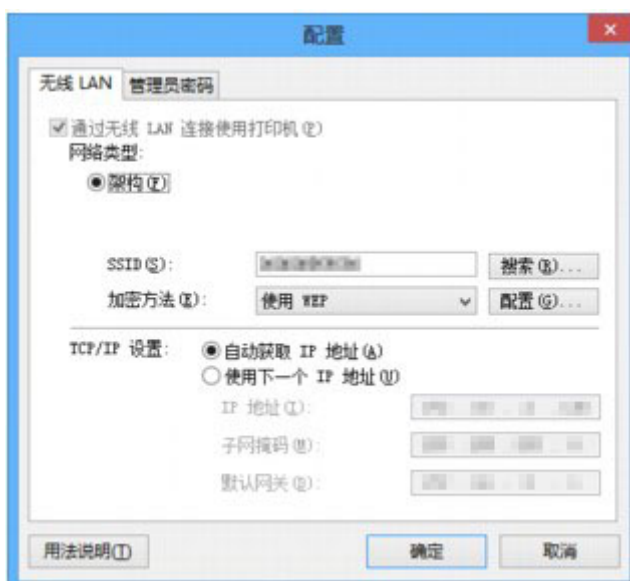 配置
无线 LAN 管理员密码
通过无线 LAN 连接使用打印机(P)
网络类型:
架构(F)
SSID(S): 搜索(R)...
加密方法(E): 使用 WEP 配置(G)...
TCP/IP 设置: 自动获取 IP 地址(A)
使用下一个 IP 地址(U)
IP 地址(I):
子网掩码(M):
默认网关(D):
用法说明(T) 确定 取消